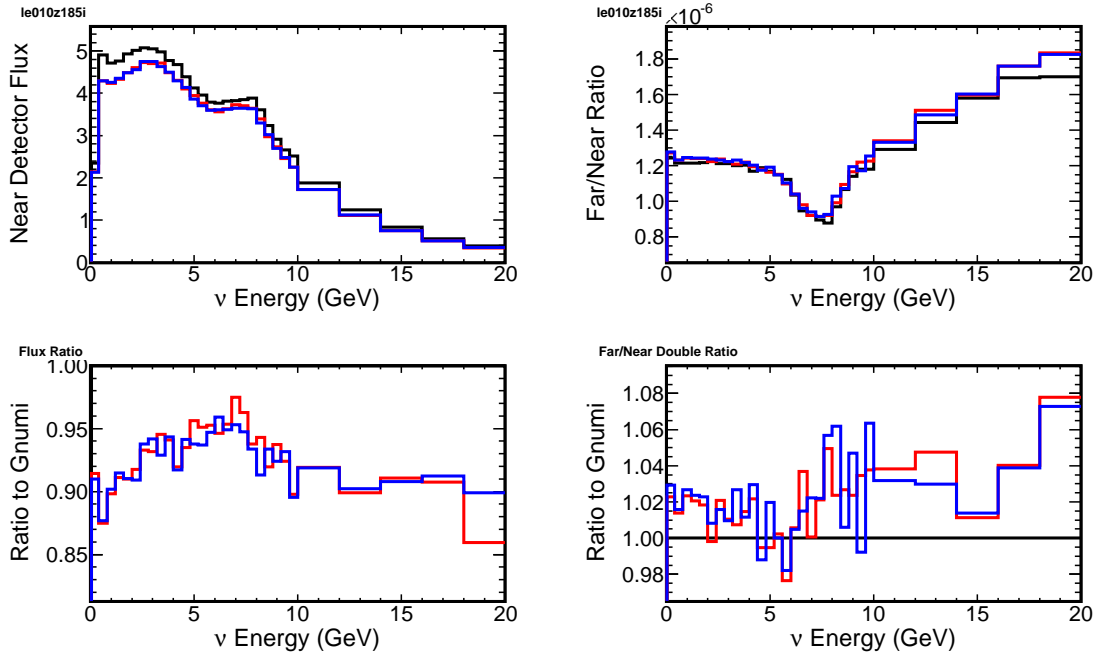 le010z185i
Near Detector Flux
5
4
3
2
1
0
0 5 10 15 20
ν Energy (GeV)
le010z185i
×10⁻⁶
Far/Near Ratio
1.8
1.6
1.4
1.2
1.0
0.8
0 5 10 15 20
ν Energy (GeV)
Flux Ratio
Ratio to Gnumi
1.00
0.95
0.90
0.85
0 5 10 15 20
ν Energy (GeV)
Far/Near Double Ratio
Ratio to Gnumi
1.08
1.06
1.04
1.02
1.00
0.98
0 5 10 15 20
ν Energy (GeV)